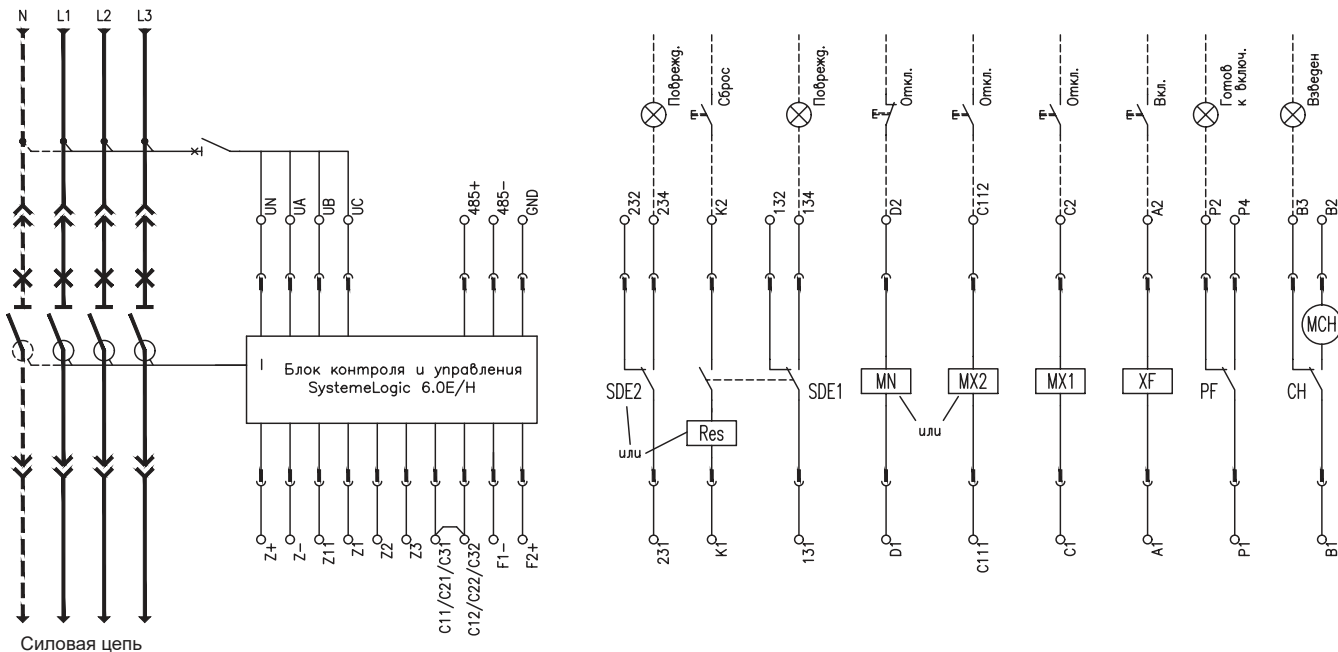 N L1 L2 L3
Поврежд.
Сброс
Поврежд.
Откл.
Откл.
Откл.
Вкл.
Готов
к включ.
Взведен
UN UA UB UC 485+ 485- GND
232 234 K2 132 134 D2 C112 C2 A2 P2 P4 B3 B2
MCH
I
Блок контроля и управления
SystemeLogic 6.0E/H
SDE2 SDE1 MN MX2 MX1 XF PF CH
Res
или
или
Z+ Z- Z11 Z1 Z2 Z3 C11/C21/C31 C12/C22/C32 F1- F2+
231 K1 131 D1 C111 C1 A1 P1 B1
Силовая цепь